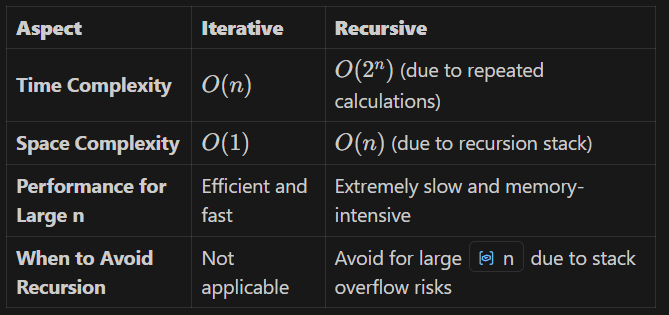 Aspect Iterative Recursive
Time Complexity O(n) O(2ⁿ) (due to repeated
calculations)
Space Complexity O(1) O(n) (due to recursion stack)
Performance for Efficient and Extremely slow and memory-
Large n fast intensive
When to Avoid Not Avoid for large n due to stack
Recursion applicable overflow risks